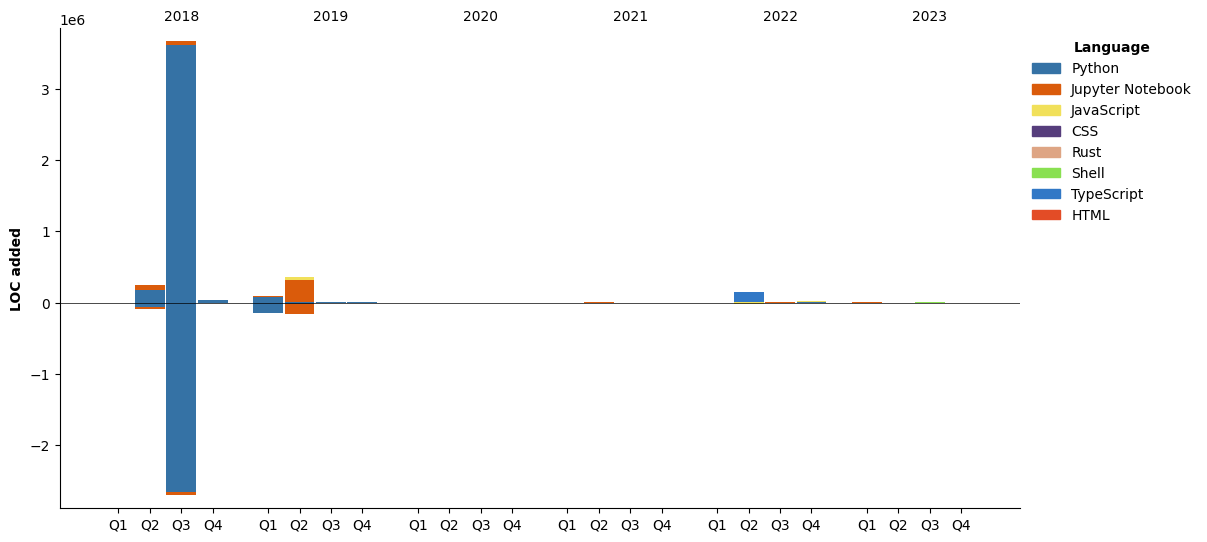 1e6
2018 2019 2020 2021 2022 2023
Language
Python
Jupyter Notebook
JavaScript
CSS
Rust
Shell
TypeScript
HTML
LOC added
3
2
1
0
−1
−2
Q1 Q2 Q3 Q4 Q1 Q2 Q3 Q4 Q1 Q2 Q3 Q4 Q1 Q2 Q3 Q4 Q1 Q2 Q3 Q4 Q1 Q2 Q3 Q4